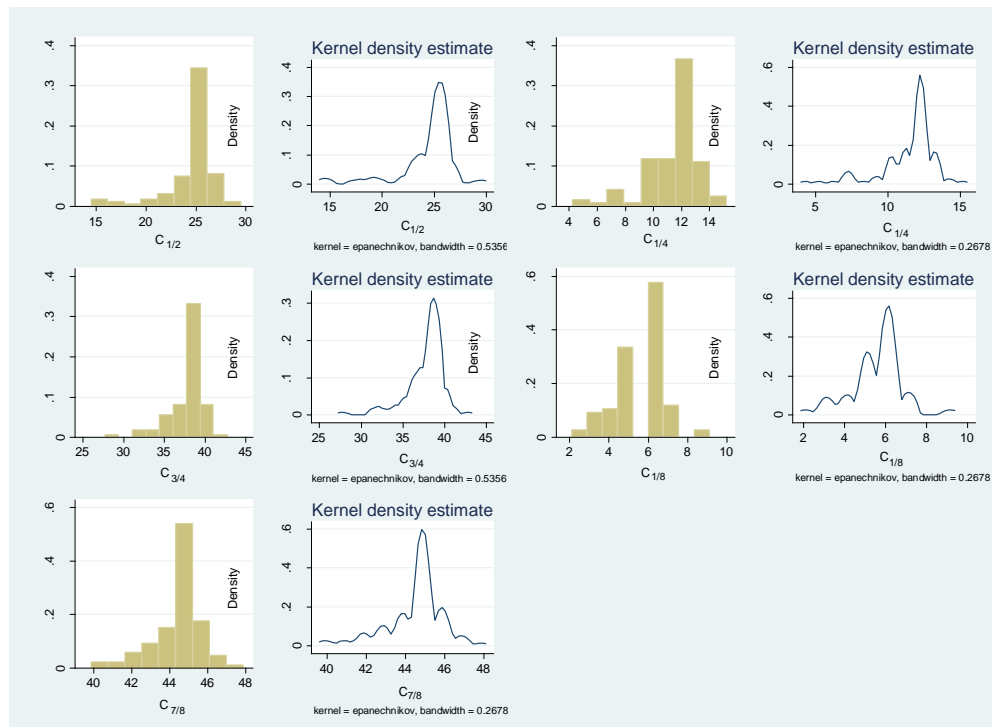 0 .1 .2 .3 .4
15 20 25 30
C 1/2
Kernel density estimate
0 .1 .2 .3 .4
Density
15 20 25 30
C1/2
kernel = epanechnikov, bandwidth = 0.5356
0 .1 .2 .3 .4
4 6 8 10 12 14
C 1/4
Kernel density estimate
0 .2 .4 .6
Density
5 10 15
C 1/4
kernel = epanechnikov, bandwidth = 0.2678
0 .1 .2 .3 .4
25 30 35 40 45
C 3/4
Kernel density estimate
0 .1 .2 .3
Density
25 30 35 40 45
C3/4
kernel = epanechnikov, bandwidth = 0.5356
0 .2 .4 .6
2 4 6 8 10
C 1/8
Kernel density estimate
0 .2 .4 .6
Density
2 4 6 8 10
C1/8
kernel = epanechnikov, bandwidth = 0.2678
0 .2 .4 .6
40 42 44 46 48
C 7/8
Kernel density estimate
0 .2 .4 .6
Density
40 42 44 46 48
C7/8
kernel = epanechnikov, bandwidth = 0.2678
Density
Density